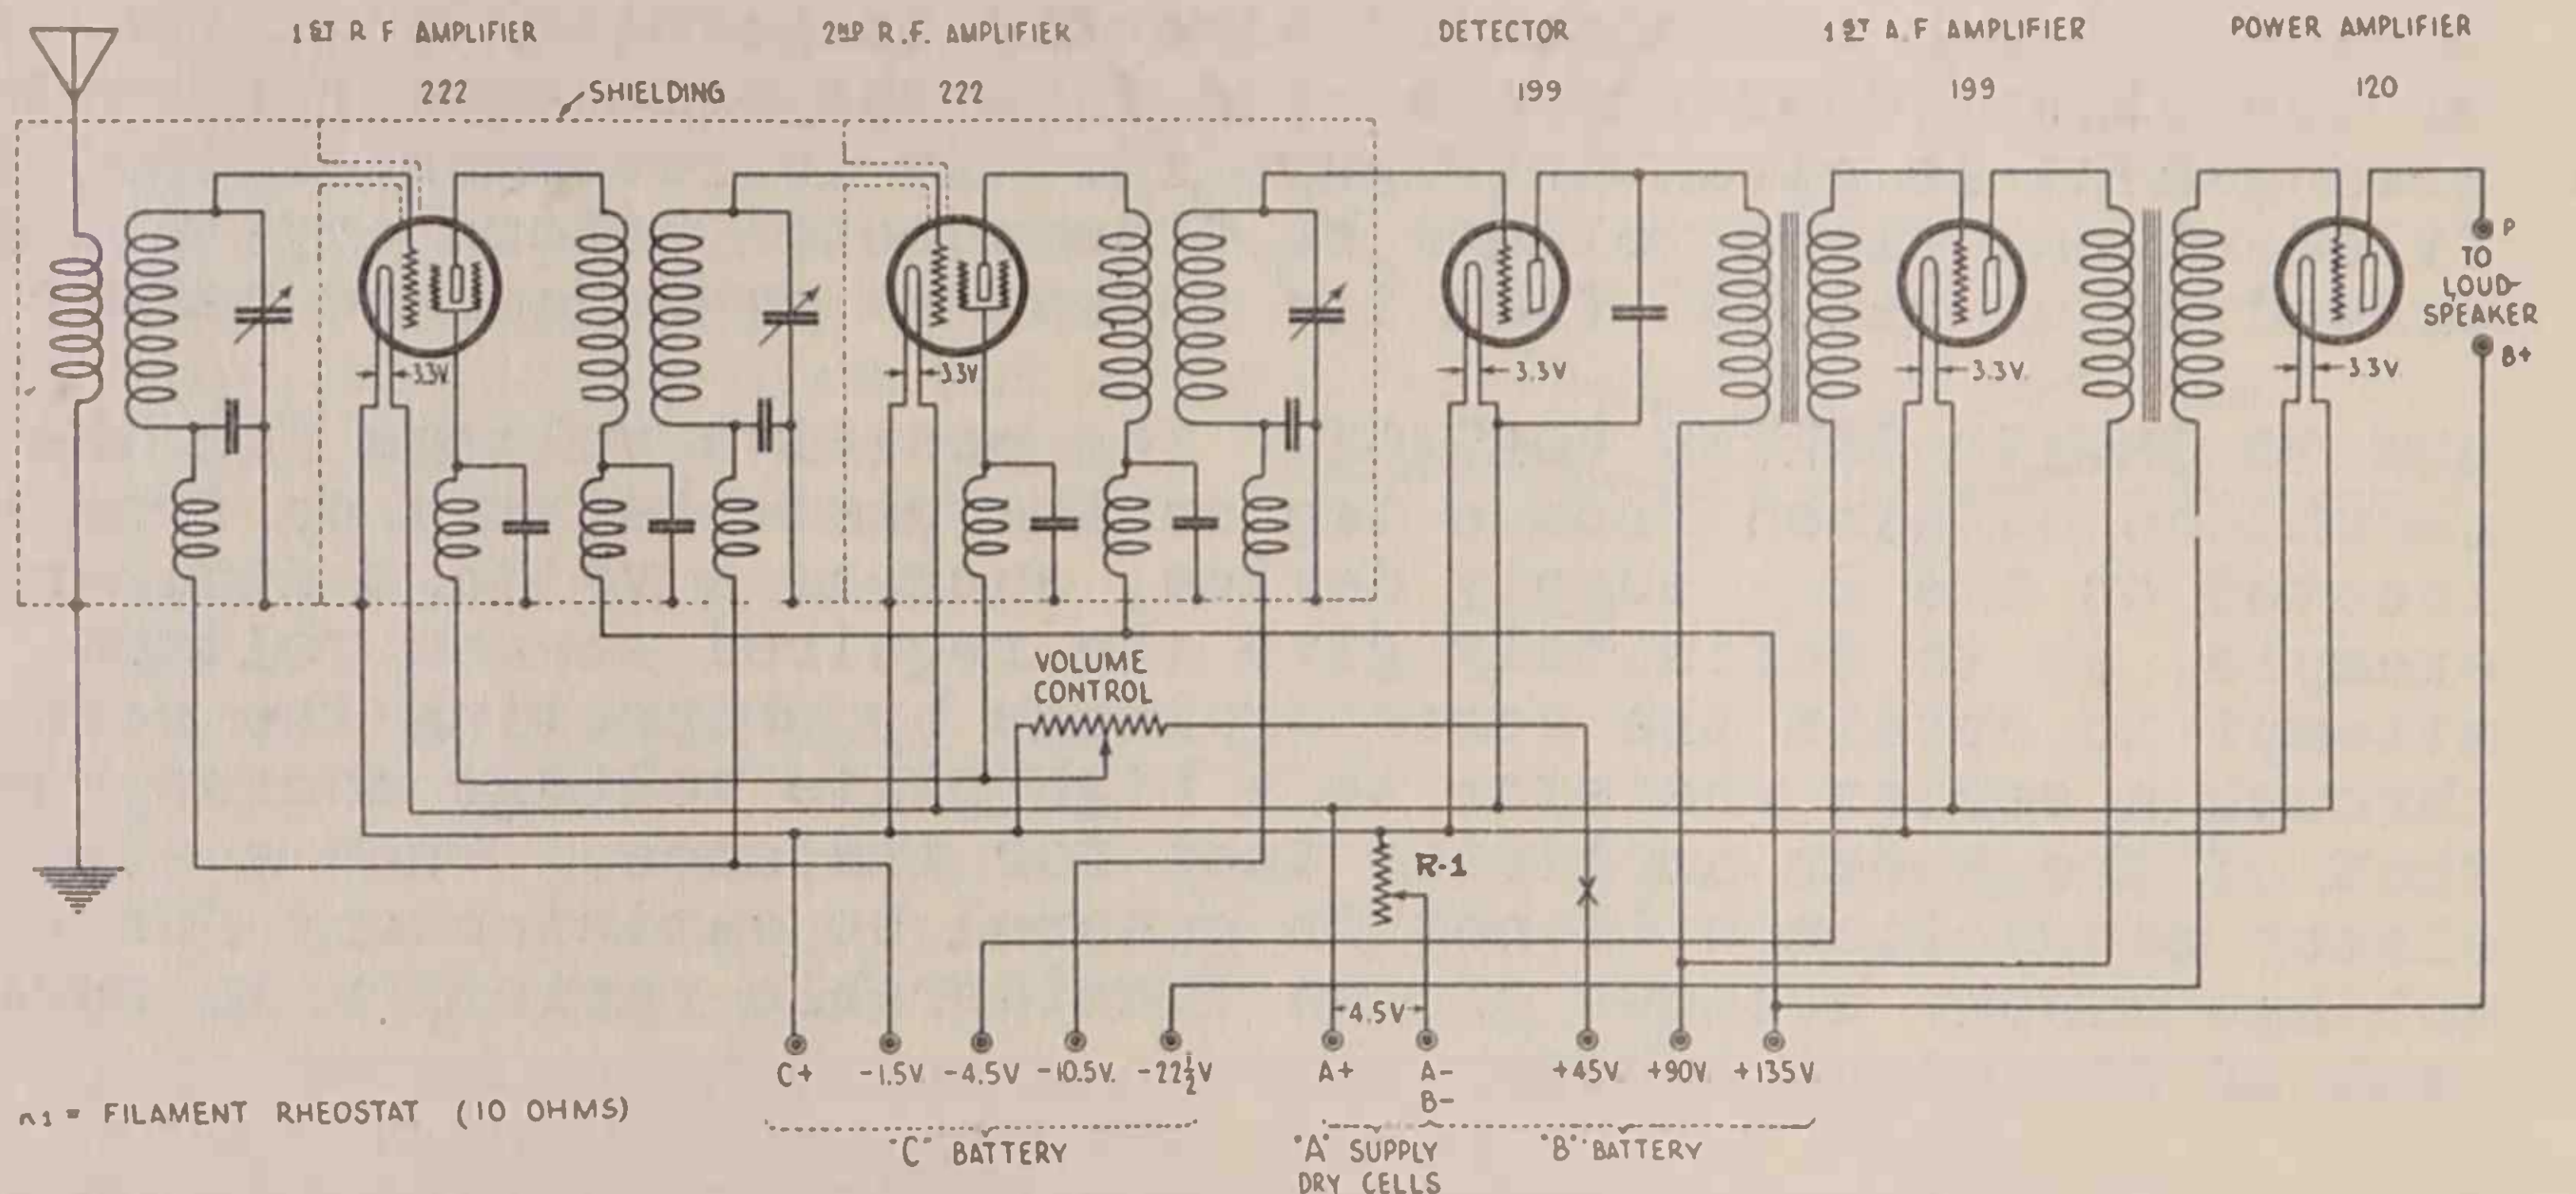 1ST R F AMPLIFIER
2ND R.F. AMPLIFIER
DETECTOR
1ST A.F AMPLIFIER
POWER AMPLIFIER
222
SHIELDING
222
199
199
120
P
TO
LOUD-
SPEAKER
B+
3.3V.
3.3V
3.3V
3.3V.
3.3V.
VOLUME
CONTROL
R-1
4.5V
C+
-1.5V.
-4.5V
-10.5V.
-22½V
A+
A-
B-
+45V.
+90V.
+135V.
= FILAMENT RHEOSTAT (10 OHMS)
"C" BATTERY
"A" SUPPLY
DRY CELLS
"B" BATTERY